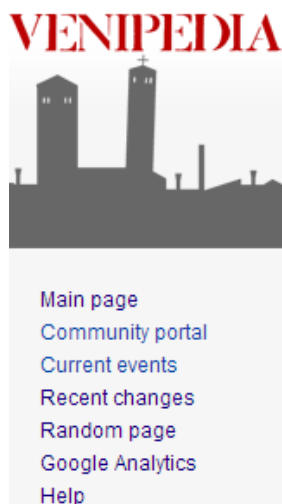 VENIPEDIA
Main page
Community portal
Current events
Recent changes
Random page
Google Analytics
Help